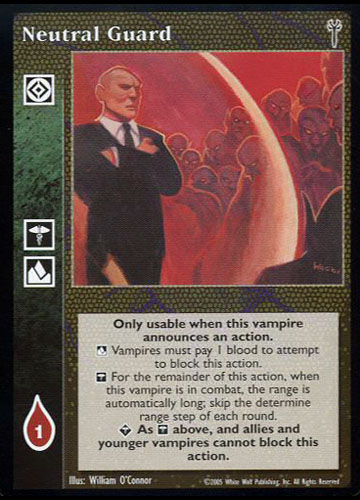 Neutral Guard
Only usable when this vampire
announces an action.
Vampires must pay 1 blood to attempt
to block this action.
For the remainder of this action, when
this vampire is in combat, the range is
automatically long; skip the determine
range step of each round.
As above, and allies and
younger vampires cannot block this
action.
1
Illus: William O'Connor
©2005 White Wolf Publishing, Inc. All Rights Reserved